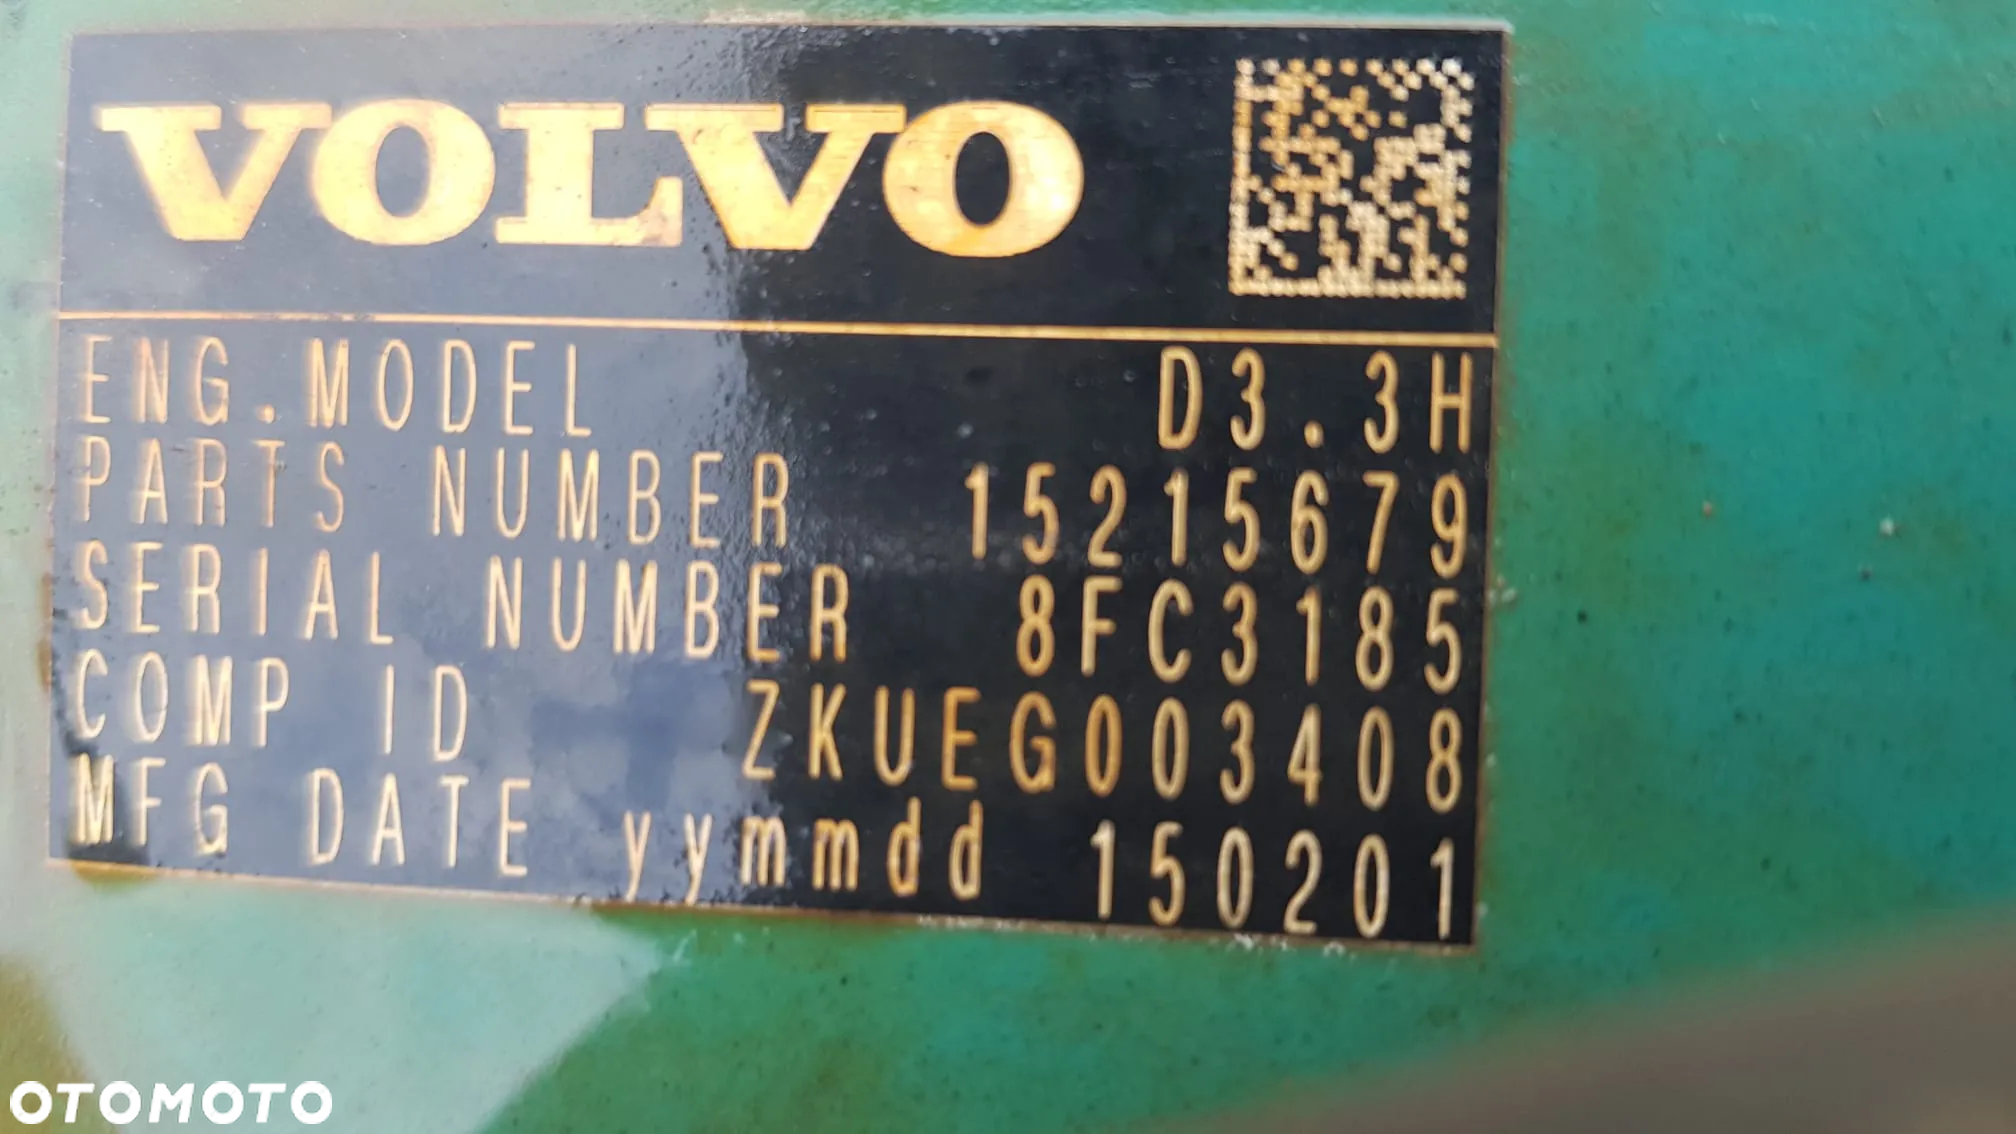 VOLVO
ENG.MODEL D3.3H
PARTS NUMBER 15215679
SERIAL NUMBER 8FC3185
COMP ID ZKUEG003408
MFG DATE yymmdd 150201
OTOMOTO